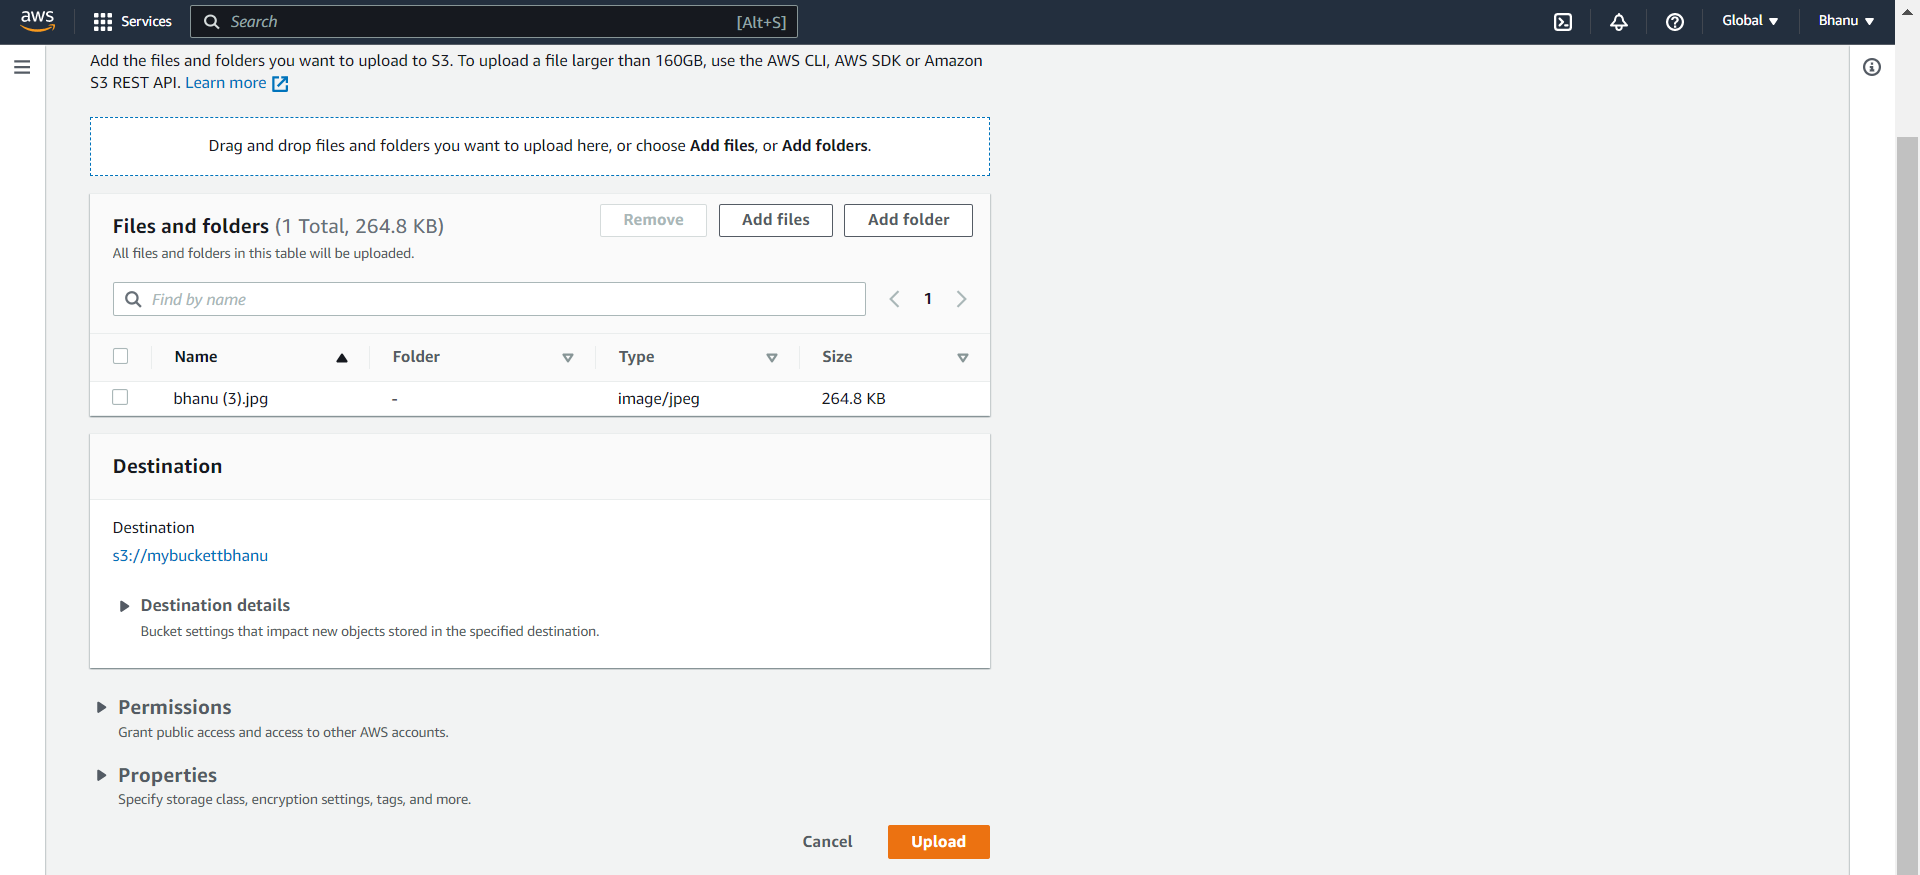 aws Services Search [Alt+S] Global Bhanu
Add the files and folders you want to upload to S3. To upload a file larger than 160GB, use the AWS CLI, AWS SDK or Amazon
S3 REST API. Learn more
Drag and drop files and folders you want to upload here, or choose Add files, or Add folders.
Files and folders (1 Total, 264.8 KB) Remove Add files Add folder
All files and folders in this table will be uploaded.
Find by name 1
Name Folder Type Size
bhanu (3).jpg - image/jpeg 264.8 KB
Destination
Destination
s3://mybuckettbhanu
Destination details
Bucket settings that impact new objects stored in the specified destination.
Permissions
Grant public access and access to other AWS accounts.
Properties
Specify storage class, encryption settings, tags, and more.
Cancel Upload